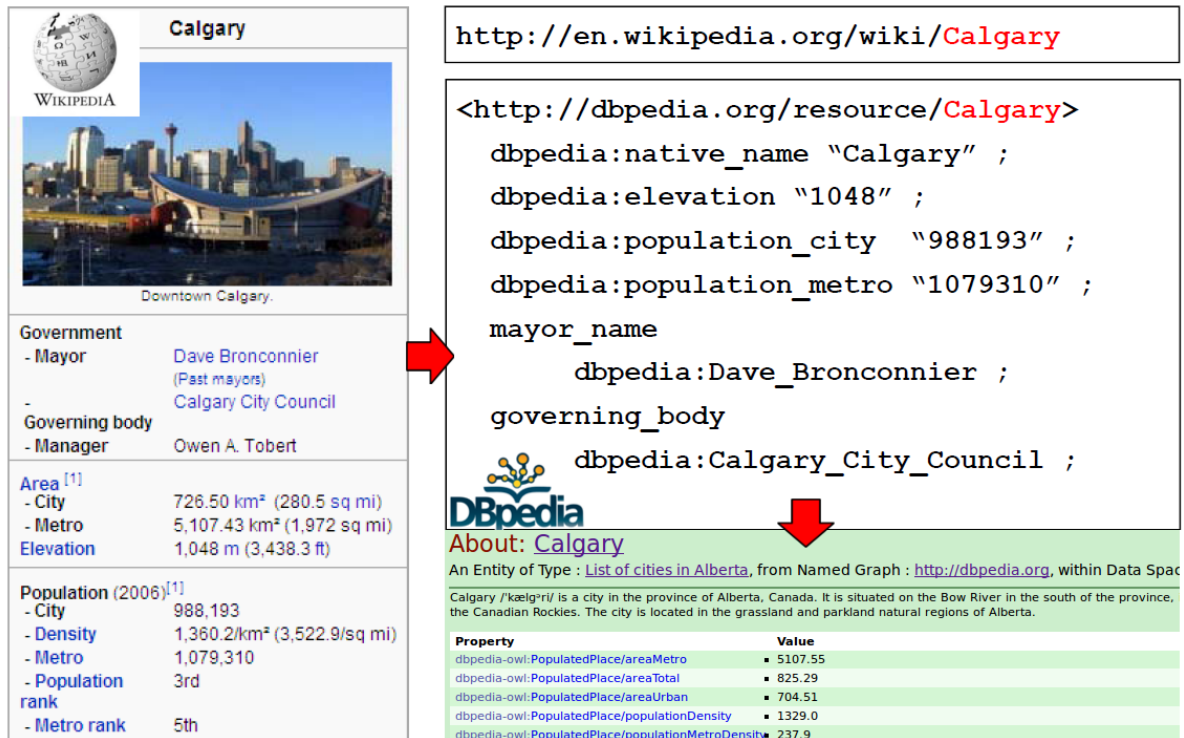 Calgary
WIKIPEDIA
Downtown Calgary.
Government
- Mayor Dave Bronconnier
(Past mayors)
- Calgary City Council
Governing body
- Manager Owen A. Tobert
Area [1]
- City 726.50 km² (280.5 sq mi)
- Metro 5,107.43 km² (1,972 sq mi)
Elevation 1,048 m (3,438.3 ft)
Population (2006)[1]
- City 988,193
- Density 1,360.2/km² (3,522.9/sq mi)
- Metro 1,079,310
- Population 3rd
rank
- Metro rank 5th
http://en.wikipedia.org/wiki/Calgary
<http://dbpedia.org/resource/Calgary>
dbpedia:native_name “Calgary” ;
dbpedia:elevation “1048” ;
dbpedia:population_city “988193” ;
dbpedia:population_metro “1079310” ;
mayor_name
dbpedia:Dave_Bronconnier ;
governing_body
dbpedia:Calgary_City_Council ;
DBpedia
About: Calgary
An Entity of Type : List of cities in Alberta, from Named Graph : http://dbpedia.org, within Data Spac
Calgary /ˈkælɡᵊri/ is a city in the province of Alberta, Canada. It is situated on the Bow River in the south of the province,
the Canadian Rockies. The city is located in the grassland and parkland natural regions of Alberta.
Property Value
dbpedia-owl:PopulatedPlace/areaMetro ▪ 5107.55
dbpedia-owl:PopulatedPlace/areaTotal ▪ 825.29
dbpedia-owl:PopulatedPlace/areaUrban ▪ 704.51
dbpedia-owl:PopulatedPlace/populationDensity ▪ 1329.0
dbpedia-owl:PopulatedPlace/populationMetroDensity ▪ 237.9